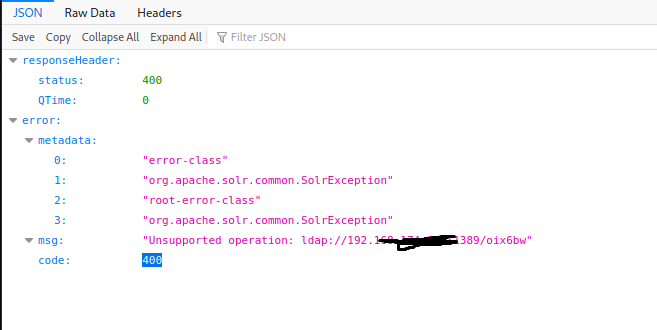 JSON Raw Data Headers
Save Copy Collapse All Expand All Filter JSON
responseHeader:
status: 400
QTime: 0
error:
metadata:
0: "error-class"
1: "org.apache.solr.common.SolrException"
2: "root-error-class"
3: "org.apache.solr.common.SolrException"
msg: "Unsupported operation: ldap://192. 1389/oix6bw"
code: 400